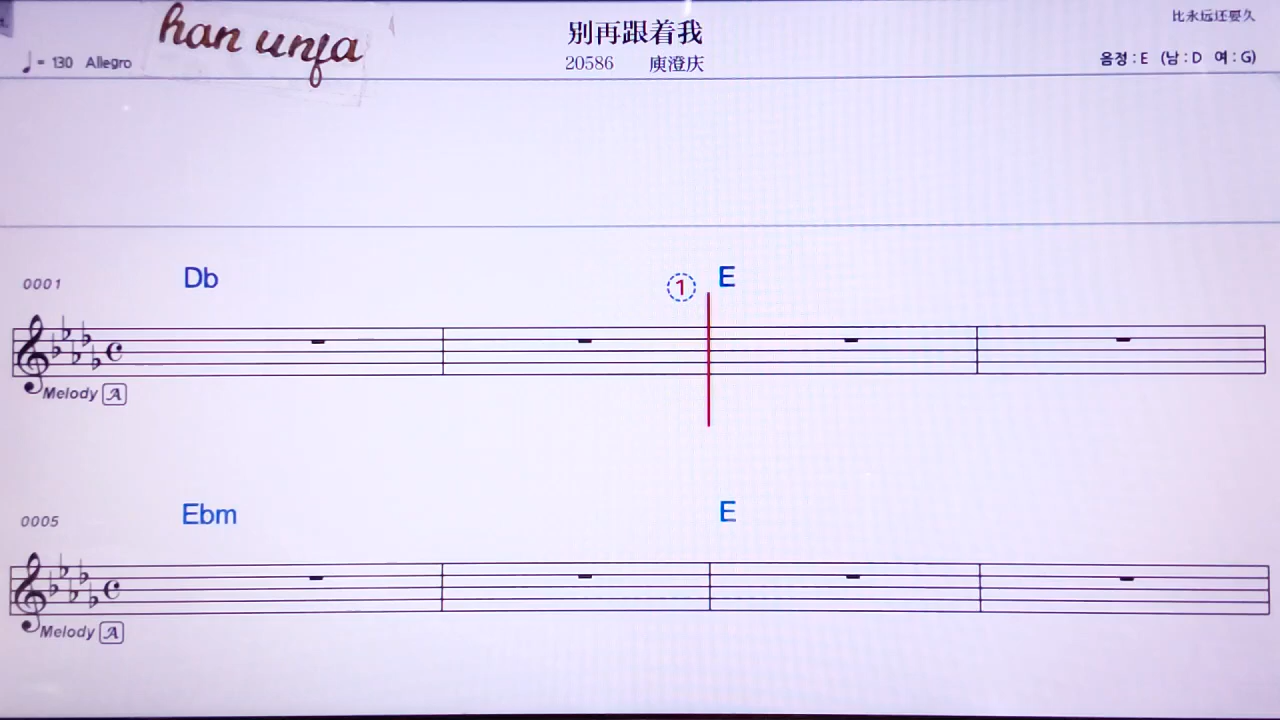 han unfa
别再跟着我
比永远还要久
♩= 130 Allegro
20586 庾澄庆
음정 : E (남 : D 여 : G)
0001
Db
1
E
Melody A
0005
Ebm
E
Melody A